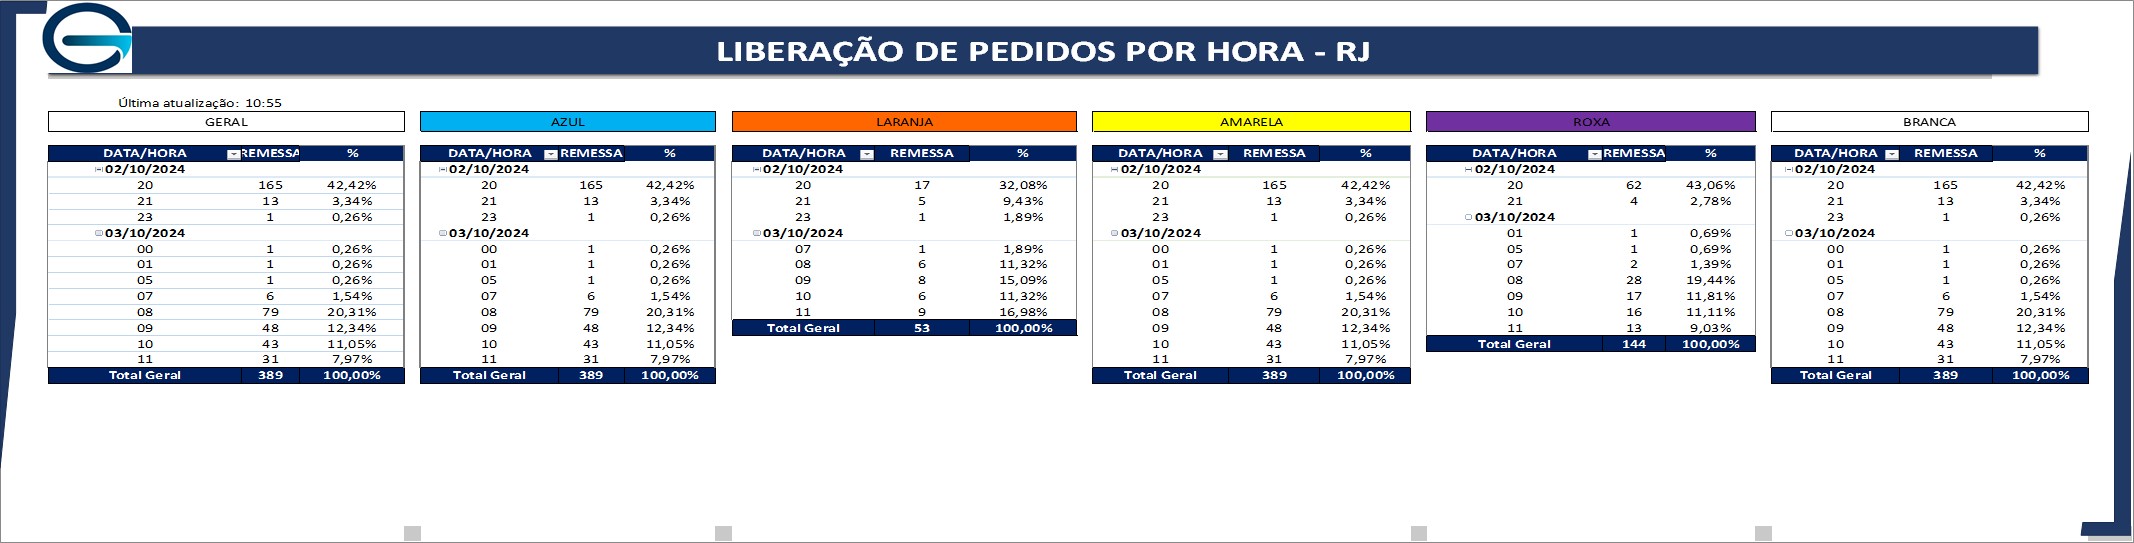 LIBERAÇÃO DE PEDIDOS POR HORA - RJ
Última atualização: 10:55
GERAL AZUL LARANJA AMARELA ROXA BRANCA
DATA/HORA REMESSA % DATA/HORA REMESSA % DATA/HORA REMESSA % DATA/HORA REMESSA % DATA/HORA REMESSA % DATA/HORA REMESSA %
02/10/2024 02/10/2024 02/10/2024 02/10/2024 02/10/2024 02/10/2024
20 165 42,42% 20 165 42,42% 20 17 32,08% 20 165 42,42% 20 62 43,06% 20 165 42,42%
21 13 3,34% 21 13 3,34% 21 5 9,43% 21 13 3,34% 21 4 2,78% 21 13 3,34%
23 1 0,26% 23 1 0,26% 23 1 1,89% 23 1 0,26% 03/10/2024 23 1 0,26%
03/10/2024 03/10/2024 03/10/2024 03/10/2024 01 1 0,69% 03/10/2024
00 1 0,26% 00 1 0,26% 07 1 1,89% 00 1 0,26% 05 1 0,69% 00 1 0,26%
01 1 0,26% 01 1 0,26% 08 6 11,32% 01 1 0,26% 07 2 1,39% 01 1 0,26%
05 1 0,26% 05 1 0,26% 09 8 15,09% 05 1 0,26% 08 28 19,44% 05 1 0,26%
07 6 1,54% 07 6 1,54% 10 6 11,32% 07 6 1,54% 09 17 11,81% 07 6 1,54%
08 79 20,31% 08 79 20,31% 11 9 16,98% 08 79 20,31% 10 16 11,11% 08 79 20,31%
09 48 12,34% 09 48 12,34% Total Geral 53 100,00% 09 48 12,34% 11 13 9,03% 09 48 12,34%
10 43 11,05% 10 43 11,05% 10 43 11,05% Total Geral 144 100,00% 10 43 11,05%
11 31 7,97% 11 31 7,97% 11 31 7,97% 11 31 7,97%
Total Geral 389 100,00% Total Geral 389 100,00% Total Geral 389 100,00% Total Geral 389 100,00%